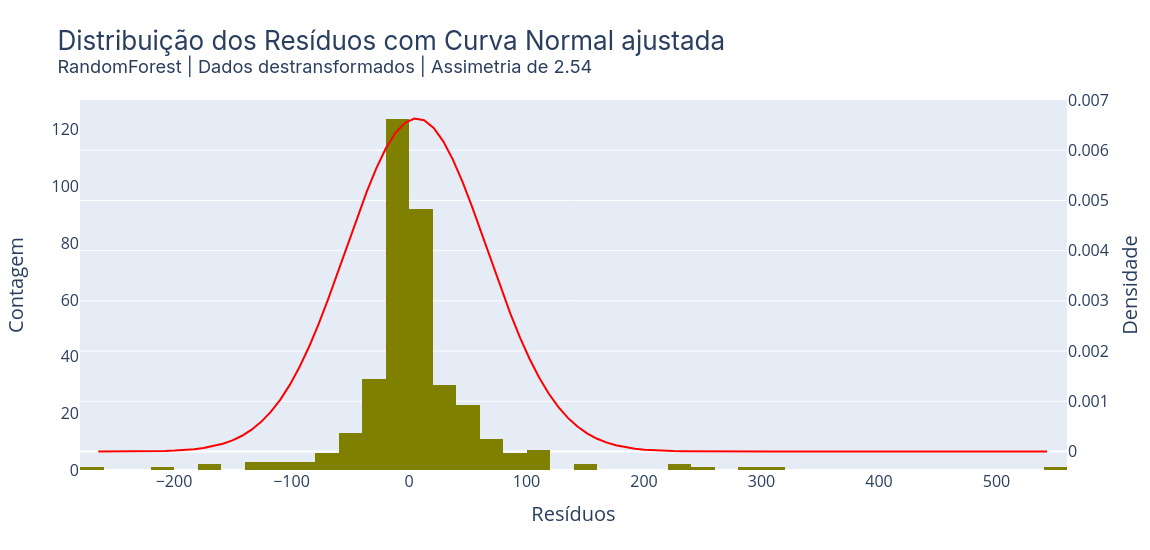 Distribuição dos Resíduos com Curva Normal ajustada
RandomForest | Dados destransformados | Assimetria de 2.54
Contagem
120
100
80
60
40
20
0
0.007
0.006
0.005
0.004
0.003
0.002
0.001
0
Densidade
−200 −100 0 100 200 300 400 500
Resíduos